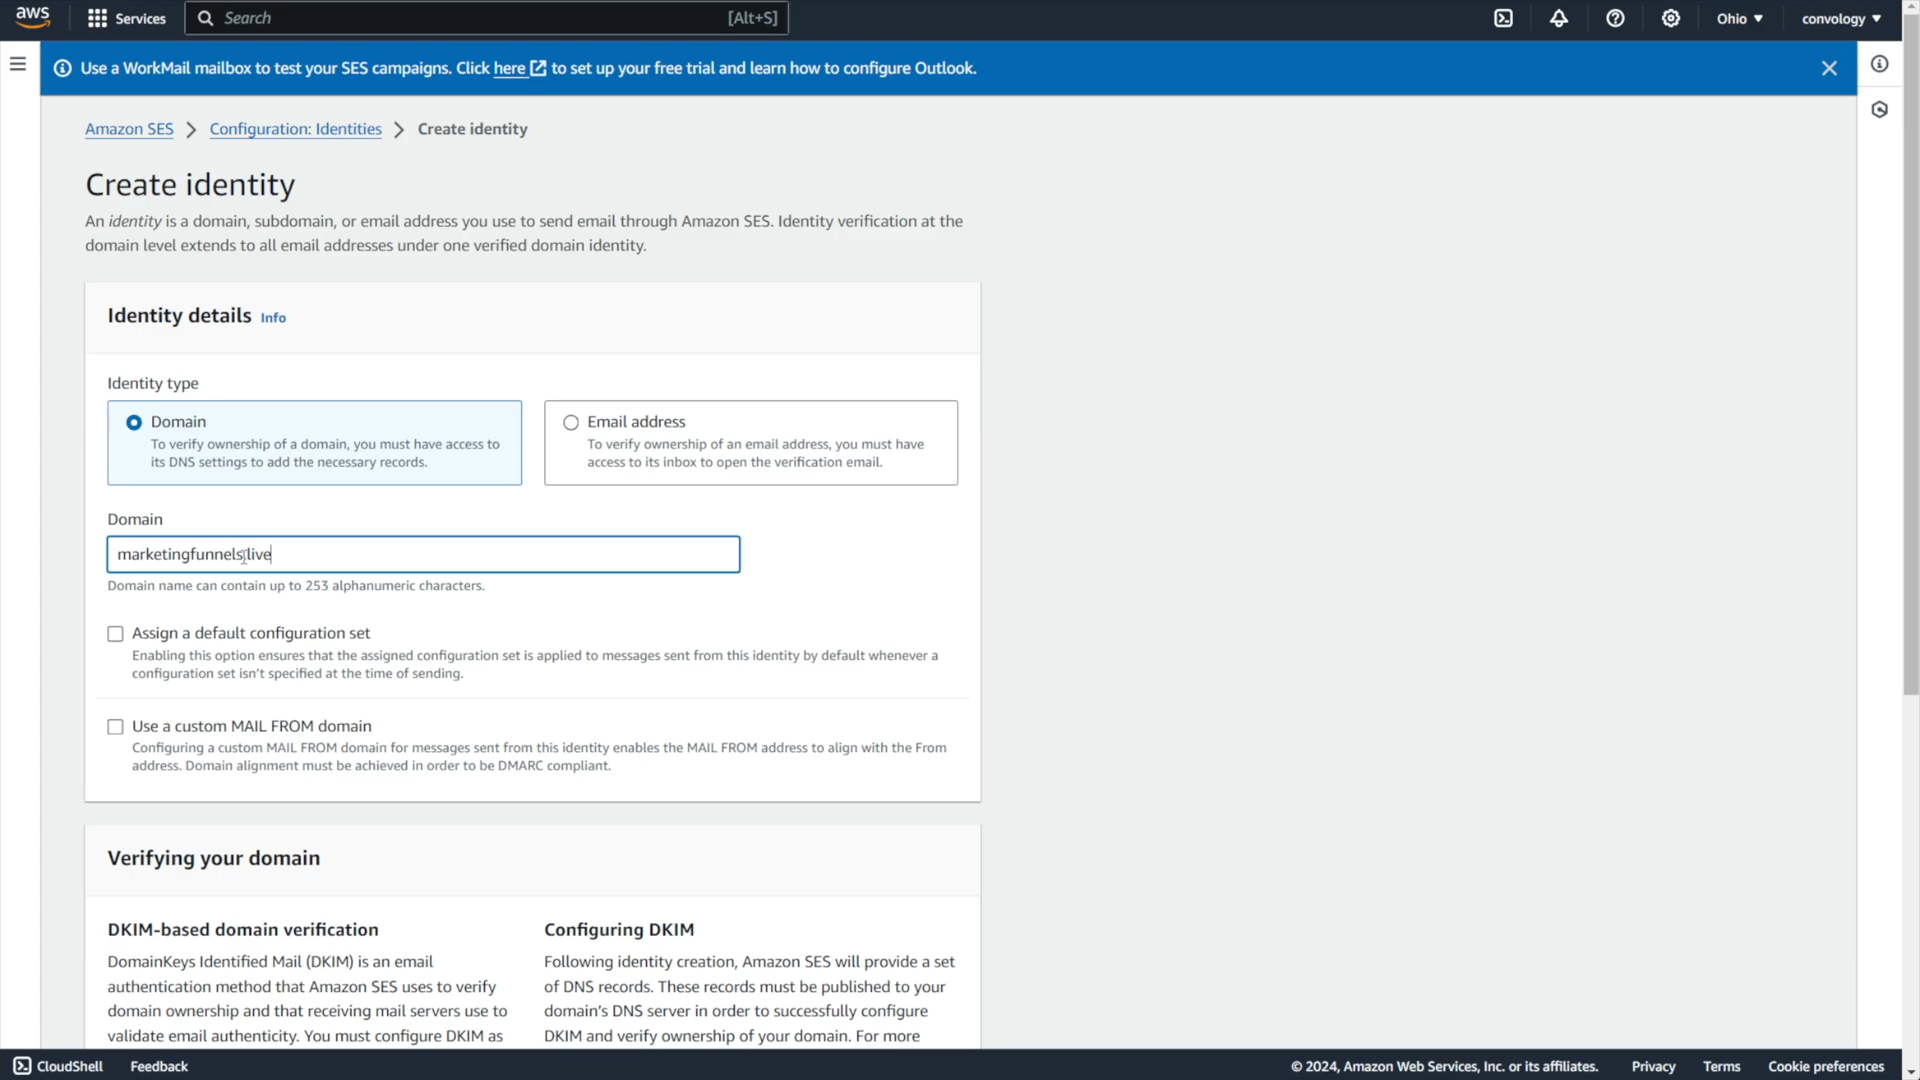 aws
Services
Search
[Alt+S]
Ohio ▼
convology ▼
Use a WorkMail mailbox to test your SES campaigns. Click here to set up your free trial and learn how to configure Outlook.
Amazon SES > Configuration: Identities > Create identity
Create identity
An identity is a domain, subdomain, or email address you use to send email through Amazon SES. Identity verification at the
domain level extends to all email addresses under one verified domain identity.
Identity details Info
Identity type
Domain
To verify ownership of a domain, you must have access to
its DNS settings to add the necessary records.
Email address
To verify ownership of an email address, you must have
access to its inbox to open the verification email.
Domain
marketingfunnels.live
Domain name can contain up to 253 alphanumeric characters.
Assign a default configuration set
Enabling this option ensures that the assigned configuration set is applied to messages sent from this identity by default whenever a
configuration set isn't specified at the time of sending.
Use a custom MAIL FROM domain
Configuring a custom MAIL FROM domain for messages sent from this identity enables the MAIL FROM address to align with the From
address. Domain alignment must be achieved in order to be DMARC compliant.
Verifying your domain
DKIM-based domain verification
DomainKeys Identified Mail (DKIM) is an email
authentication method that Amazon SES uses to verify
domain ownership and that receiving mail servers use to
validate email authenticity. You must configure DKIM as
Configuring DKIM
Following identity creation, Amazon SES will provide a set
of DNS records. These records must be published to your
domain's DNS server in order to successfully configure
DKIM and verify ownership of your domain. For more
CloudShell
Feedback
© 2024, Amazon Web Services, Inc. or its affiliates.
Privacy
Terms
Cookie preferences